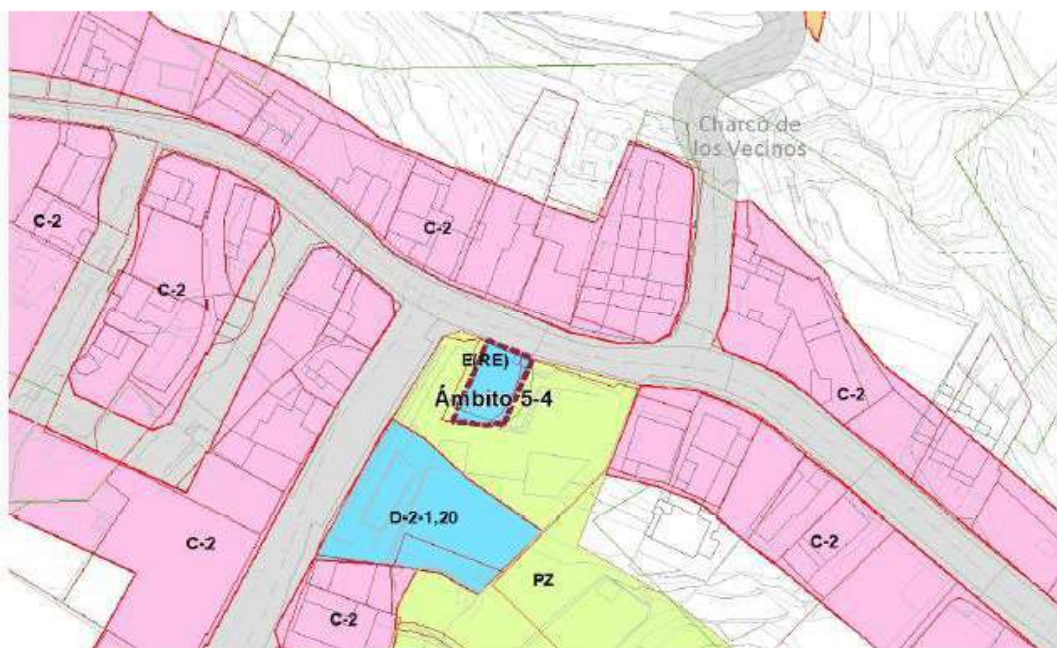 Charco de
los Vecinos
C-2
C-2
C-2
E(RE)
Ámbito 5-4
C-2
D-2-1,20
C-2
C-2
PZ
C-2